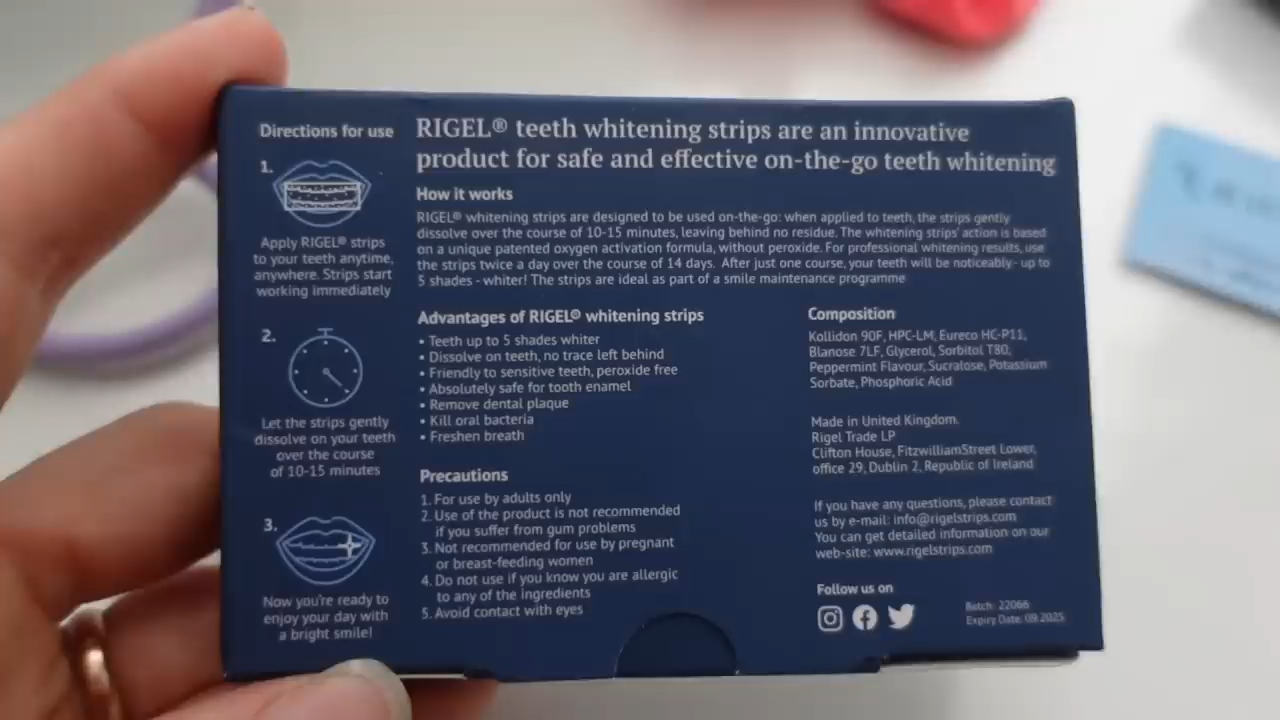 Directions for use
1.
Apply RIGEL® strips
to your teeth anytime,
anywhere. Strips start
working immediately
2.
Let the strips gently
dissolve on your teeth
over the course
of 10-15 minutes
3.
Now you're ready to
enjoy your day with
a bright smile!
RIGEL® teeth whitening strips are an innovative
product for safe and effective on-the-go teeth whitening
How it works
RIGEL® whitening strips are designed to be used on-the-go: when applied to teeth, the strips gently
dissolve over the course of 10-15 minutes, leaving behind no residue. The whitening strips' action is based
on a unique patented oxygen activation formula, without peroxide. For professional whitening results, use
the strips twice a day over the course of 14 days. After just one course, your teeth will be noticeably - up to
5 shades - whiter! The strips are ideal as part of a smile maintenance programme
Advantages of RIGEL® whitening strips
• Teeth up to 5 shades whiter
• Dissolve on teeth, no trace left behind
• Friendly to sensitive teeth, peroxide free
• Absolutely safe for tooth enamel
• Remove dental plaque
• Kill oral bacteria
• Freshen breath
Precautions
1. For use by adults only
2. Use of the product is not recommended
if you suffer from gum problems
3. Not recommended for use by pregnant
or breast-feeding women
4. Do not use if you know you are allergic
to any of the ingredients
5. Avoid contact with eyes
Composition
Kollidon 90F, HPC-LM, Eureco HC-P11,
Blanose 7LF, Glycerol, Sorbitol T80,
Peppermint Flavour, Sucralose, Potassium
Sorbate, Phosphoric Acid
Made in United Kingdom.
Rigel Trade LP
Clifton House, FitzwilliamStreet Lower,
office 29, Dublin 2, Republic of Ireland
If you have any questions, please contact
us by e-mail: info@rigelstrips.com
You can get detailed information on our
web-site: www.rigelstrips.com
Follow us on
Batch: 22066
Expiry Date: 09.2025